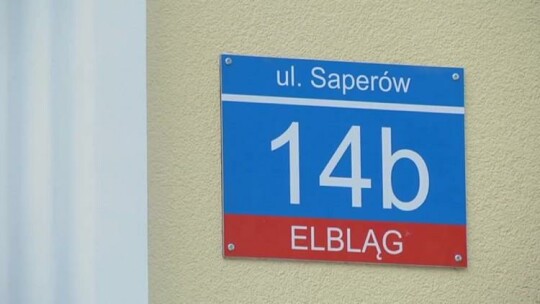 ul. Saperów
14b
ELBLĄG